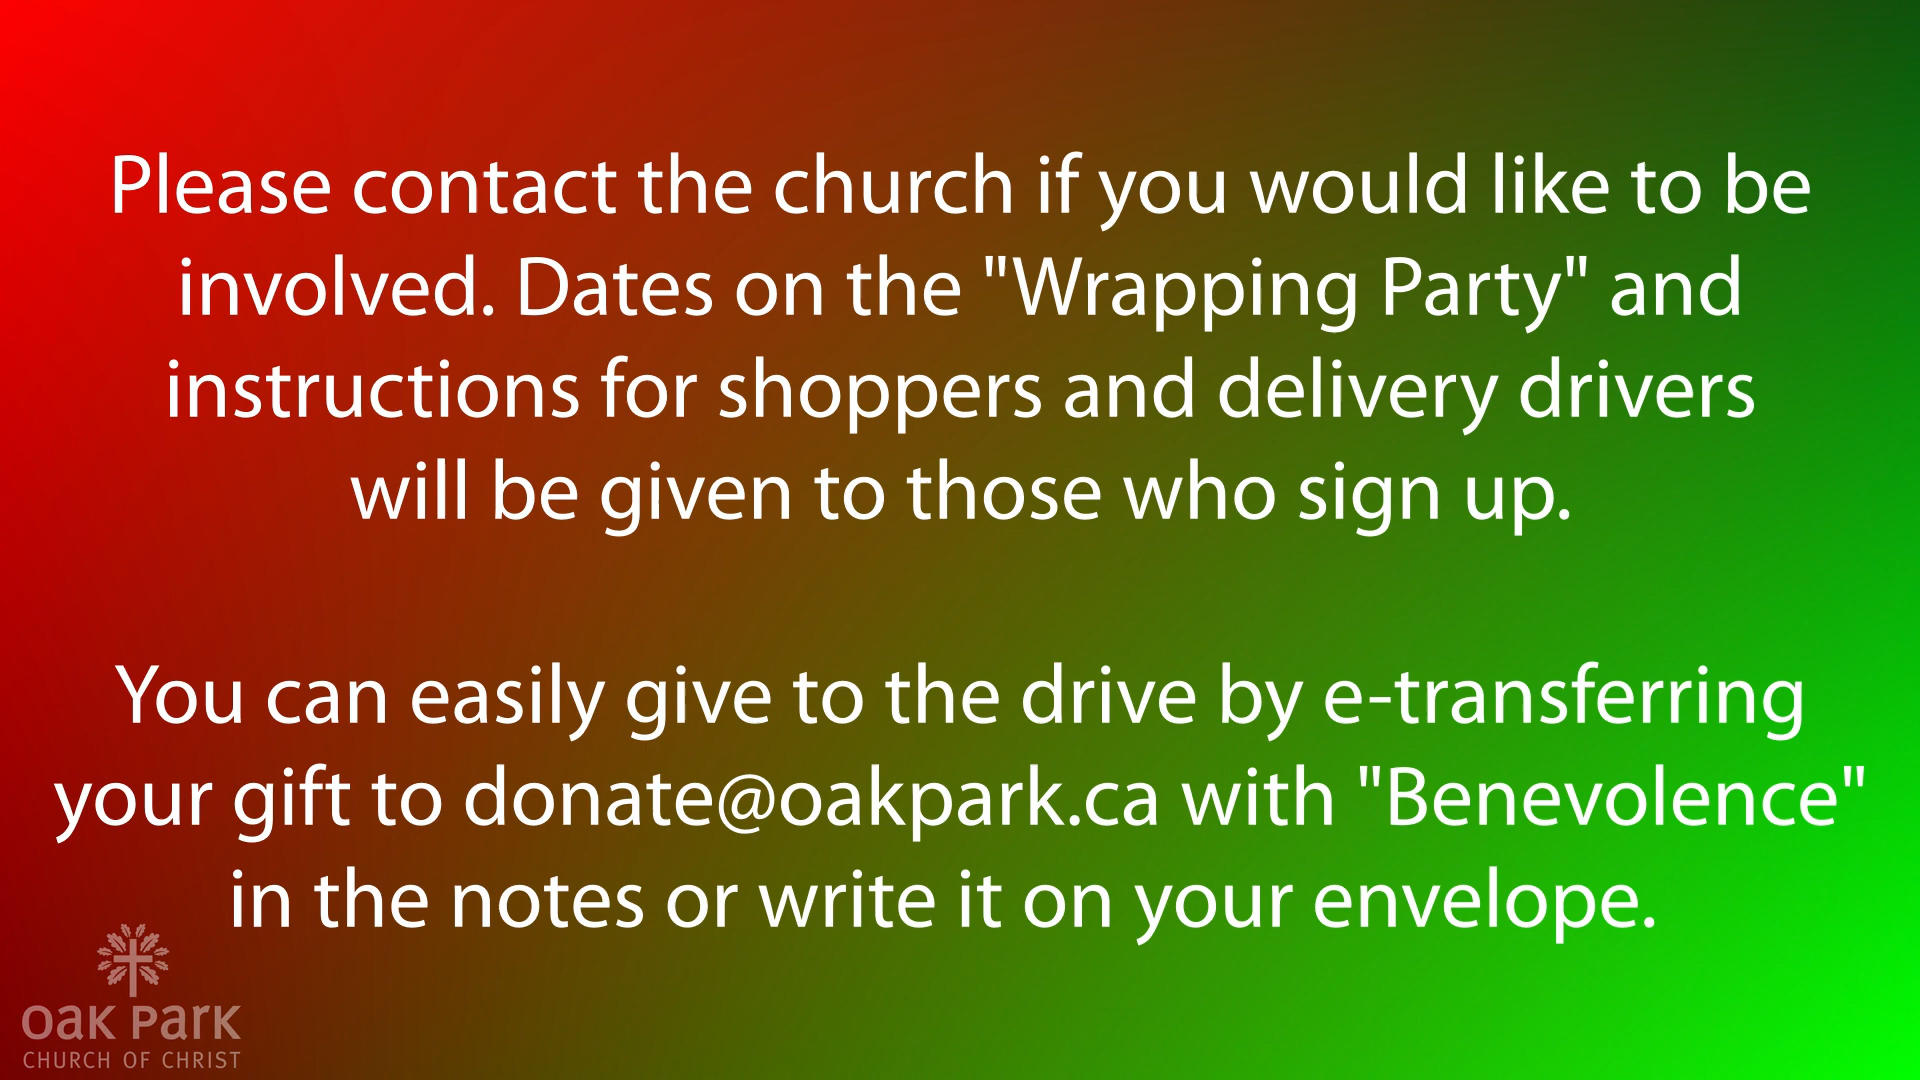 Please contact the church if you would like to be
involved. Dates on the "Wrapping Party" and
instructions for shoppers and delivery drivers
will be given to those who sign up.
You can easily give to the drive by e-transferring
your gift to donate@oakpark.ca with "Benevolence"
in the notes or write it on your envelope.
oak Park
CHURCH OF CHRIST